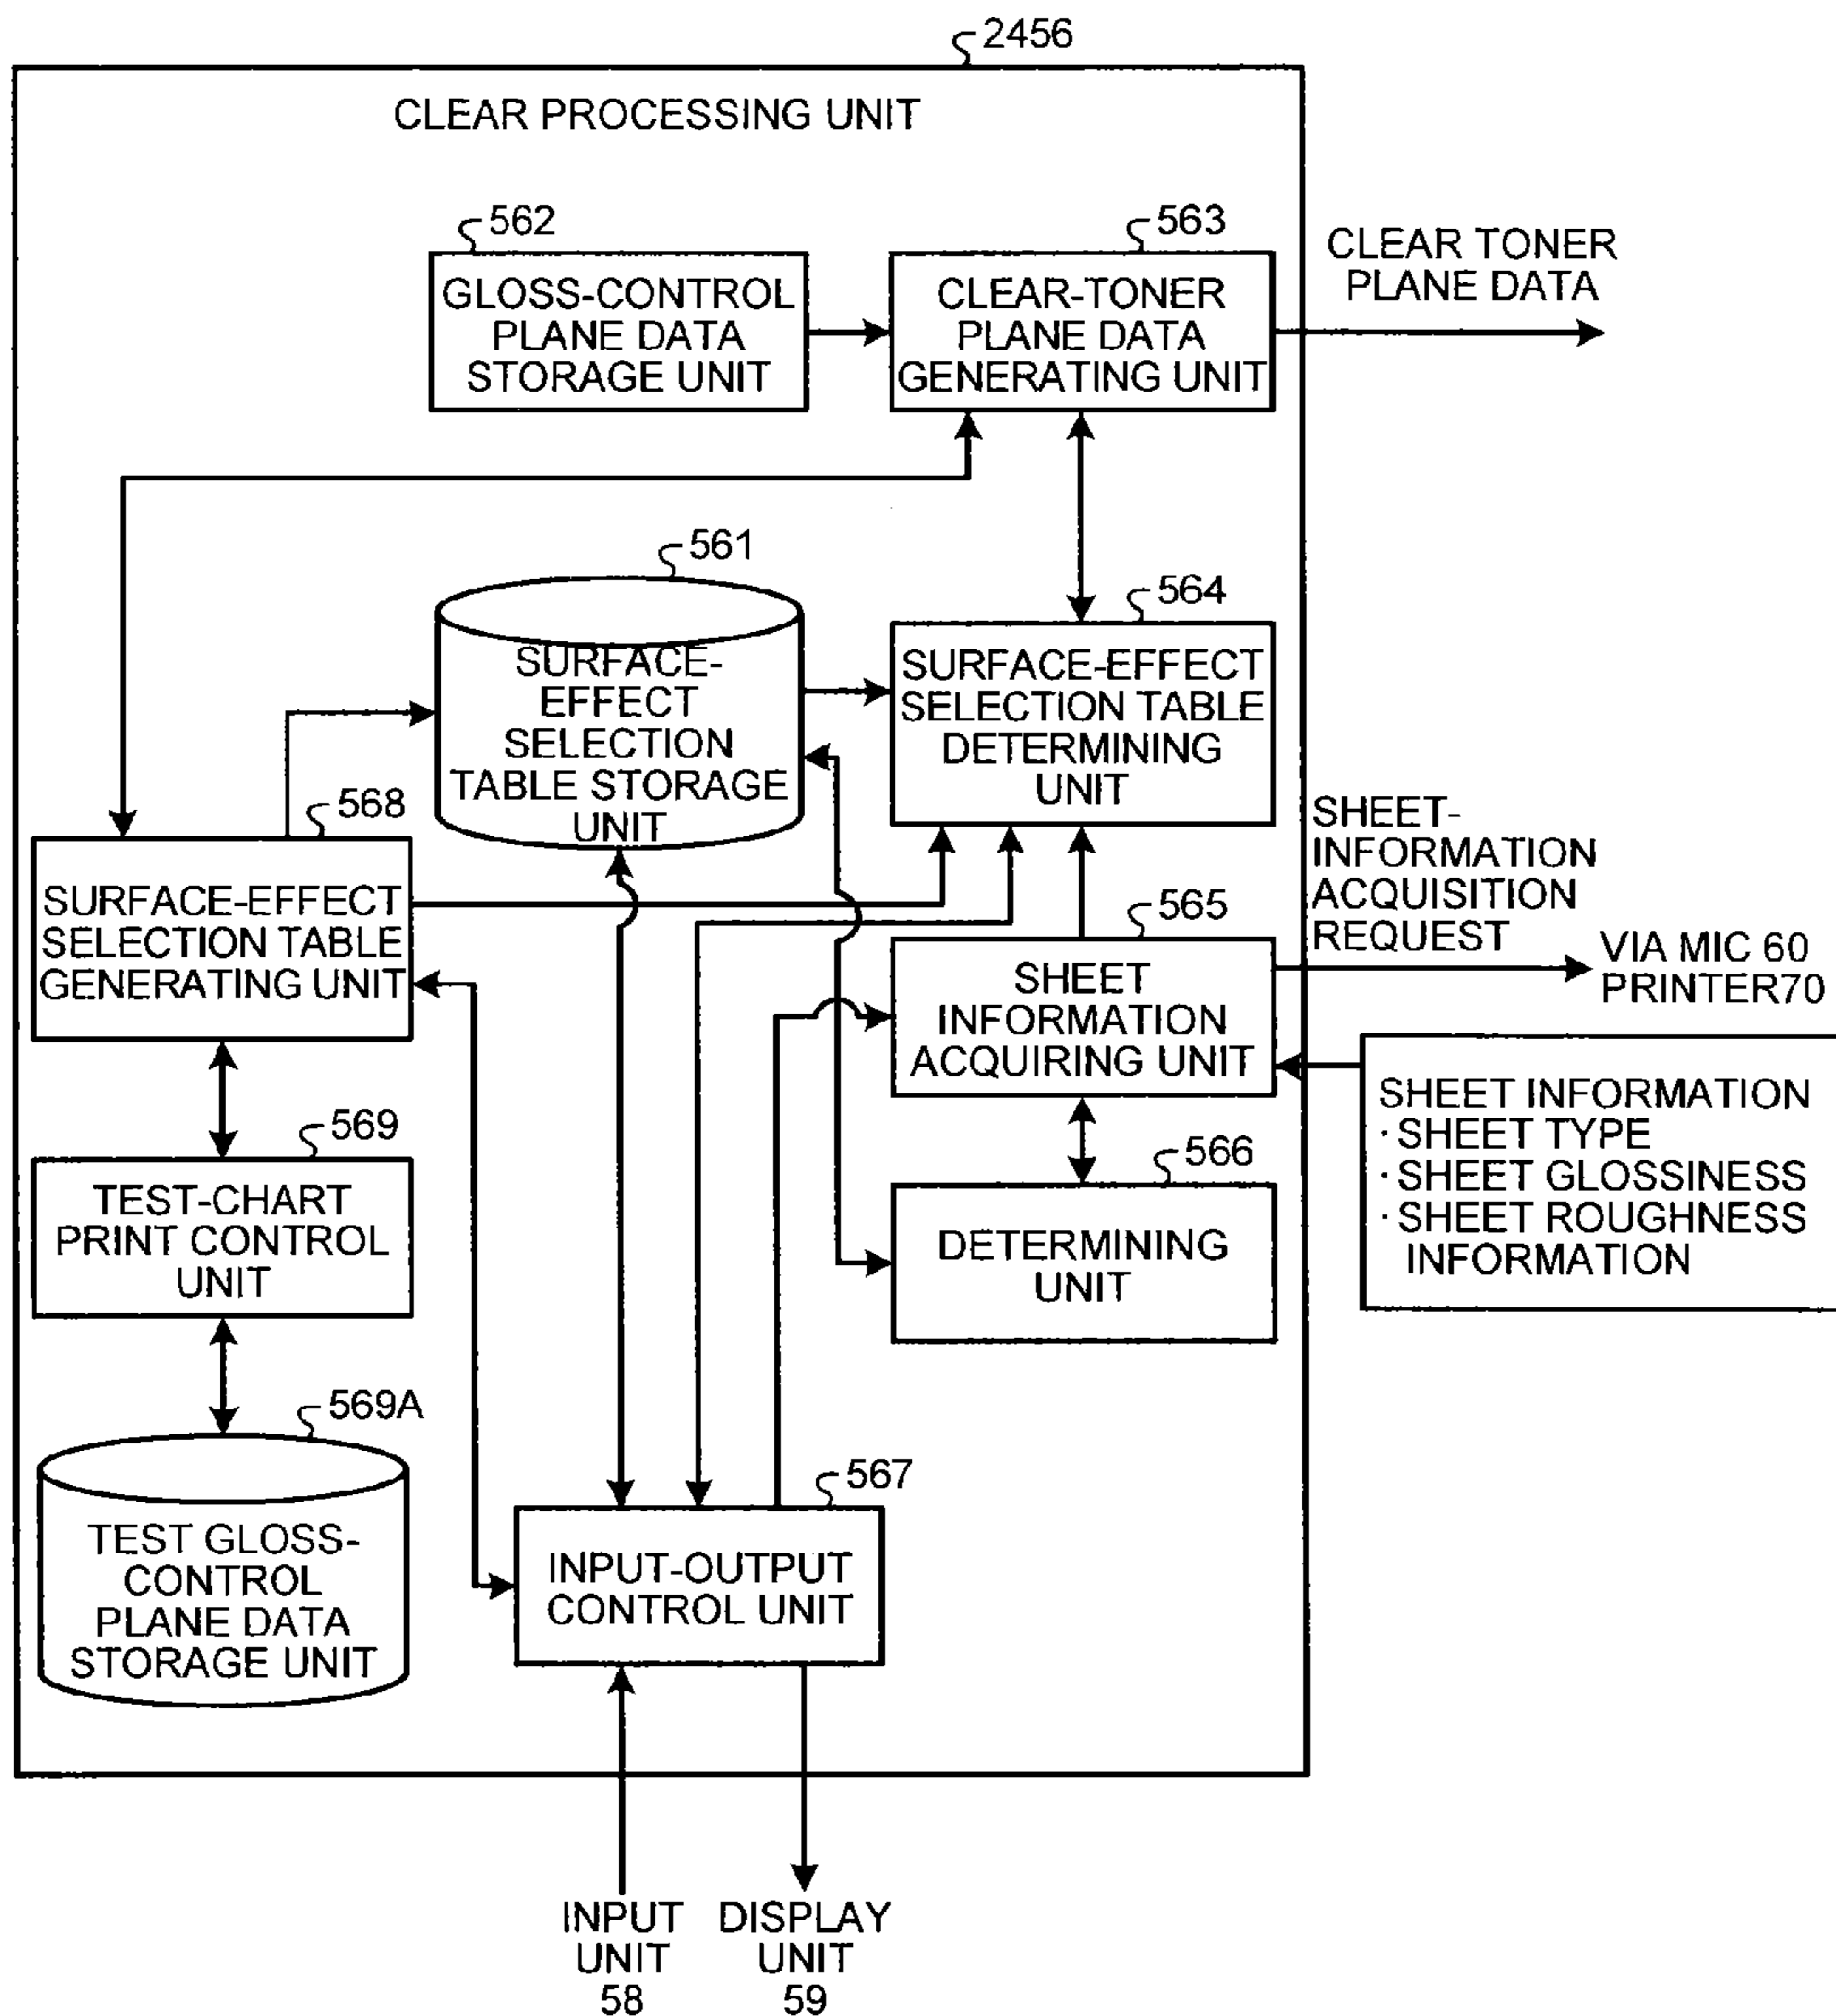 2456
CLEAR PROCESSING UNIT
562
GLOSS-CONTROL
PLANE DATA
STORAGE UNIT
563
CLEAR-TONER
PLANE DATA
GENERATING UNIT
CLEAR TONER
PLANE DATA
561
SURFACE-
EFFECT
SELECTION
TABLE STORAGE
UNIT
564
SURFACE-EFFECT
SELECTION TABLE
DETERMINING
UNIT
568
SURFACE-EFFECT
SELECTION TABLE
GENERATING UNIT
SHEET-
INFORMATION
ACQUISITION
REQUEST
565
SHEET
INFORMATION
ACQUIRING UNIT
VIA MIC 60
PRINTER70
SHEET INFORMATION
· SHEET TYPE
· SHEET GLOSSINESS
· SHEET ROUGHNESS
INFORMATION
569
TEST-CHART
PRINT CONTROL
UNIT
566
DETERMINING
UNIT
569A
TEST GLOSS-
CONTROL
PLANE DATA
STORAGE UNIT
567
INPUT-OUTPUT
CONTROL UNIT
INPUT
UNIT
58
DISPLAY
UNIT
59